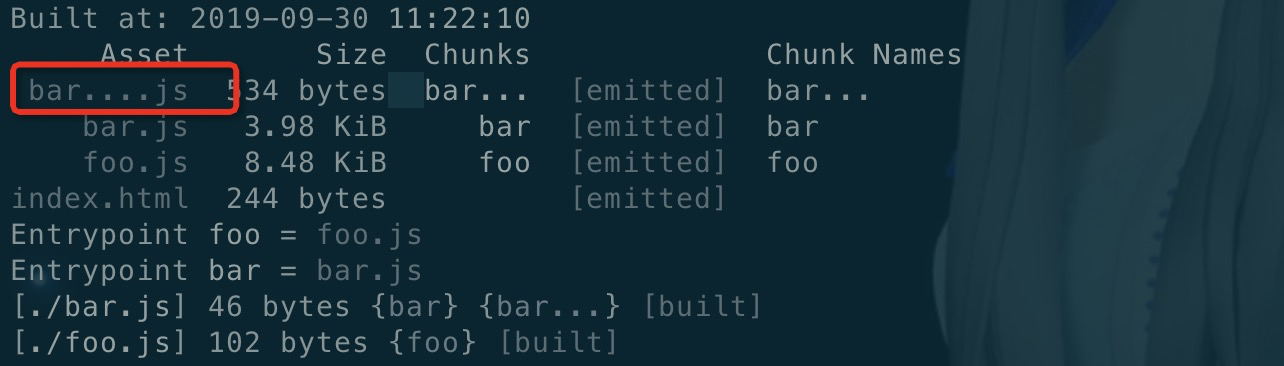 Built at: 2019-09-30 11:22:10
Asset Size Chunks Chunk Names
bar....js 534 bytes bar... [emitted] bar...
bar.js 3.98 KiB bar [emitted] bar
foo.js 8.48 KiB foo [emitted] foo
index.html 244 bytes [emitted]
Entrypoint foo = foo.js
Entrypoint bar = bar.js
[./bar.js] 46 bytes {bar} {bar...} [built]
[./foo.js] 102 bytes {foo} [built]